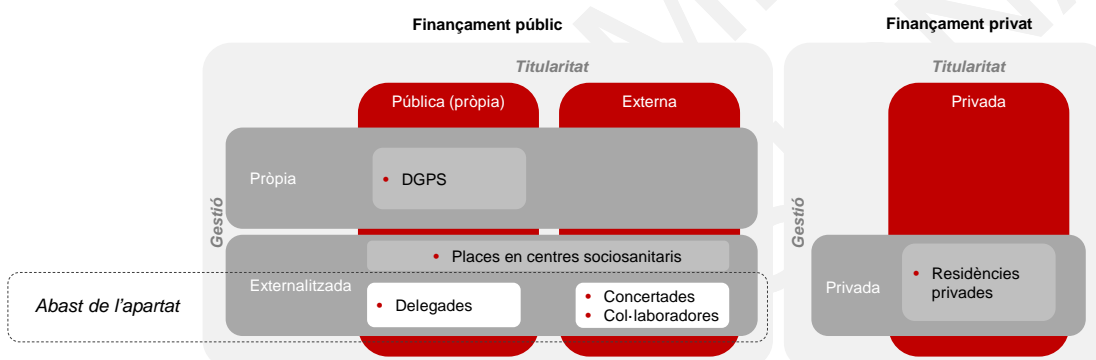 Finançament públic
Finançament privat
Titularitat
Titularitat
Pública (pròpia)
Externa
Privada
Pròpia
• DGPS
Gestió
Gestió
• Places en centres sociosanitaris
Externalitzada
Abast de l'apartat
• Delegades
• Concertades
• Col·laboradores
Privada
• Residències
privades